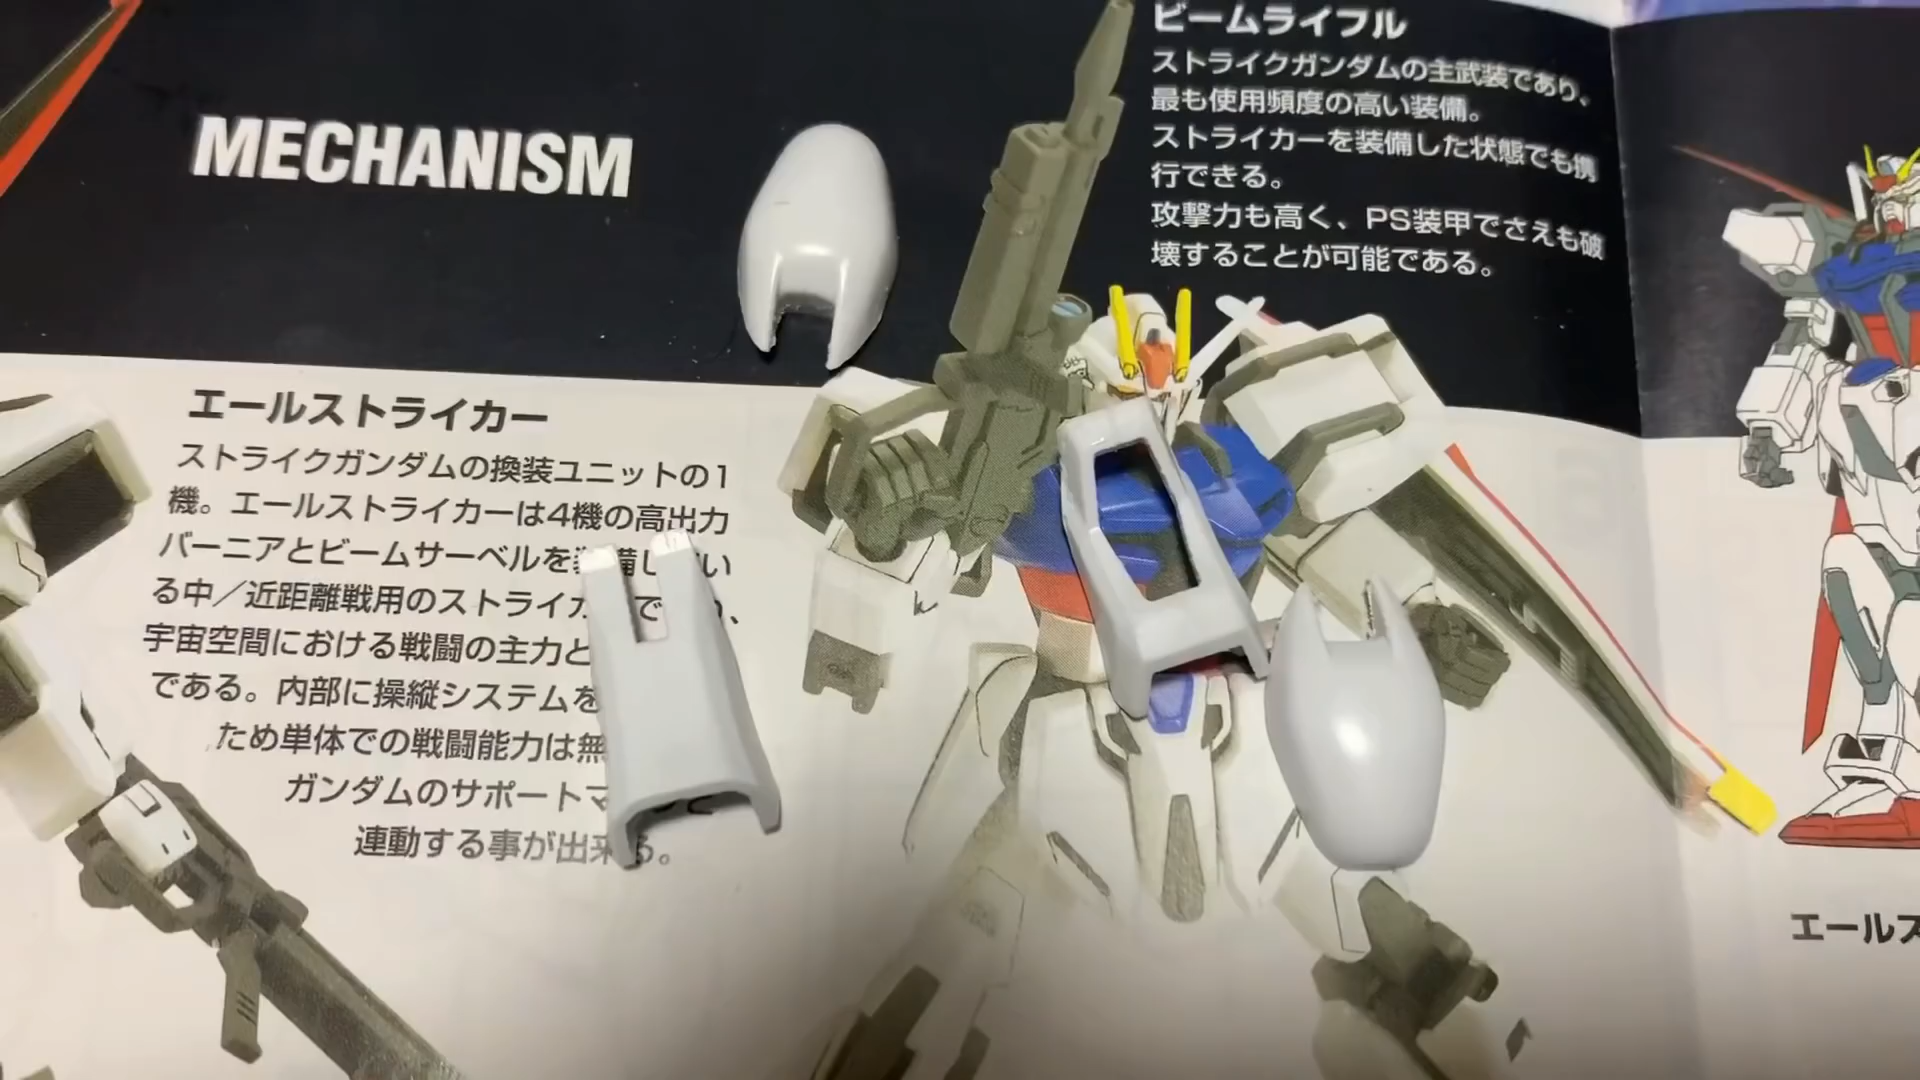 MECHANISM
ビームライフル
ストライクガンダムの主武装であり、
最も使用頻度の高い装備。
ストライカーを装備した状態でも携
行できる。
攻撃力も高く、PS装甲でさえも破
壊することが可能である。
エールストライカー
ストライクガンダムの換装ユニットの1
機。エールストライカーは4機の高出力
バーニアとビームサーベルを装備してい
る中/近距離戦用のストライカ
宇宙空間における戦闘の主力と
である。内部に操縦システムを
ため単体での戦闘能力は無
ガンダムのサポートマ
連動する事が出来る。
エールス